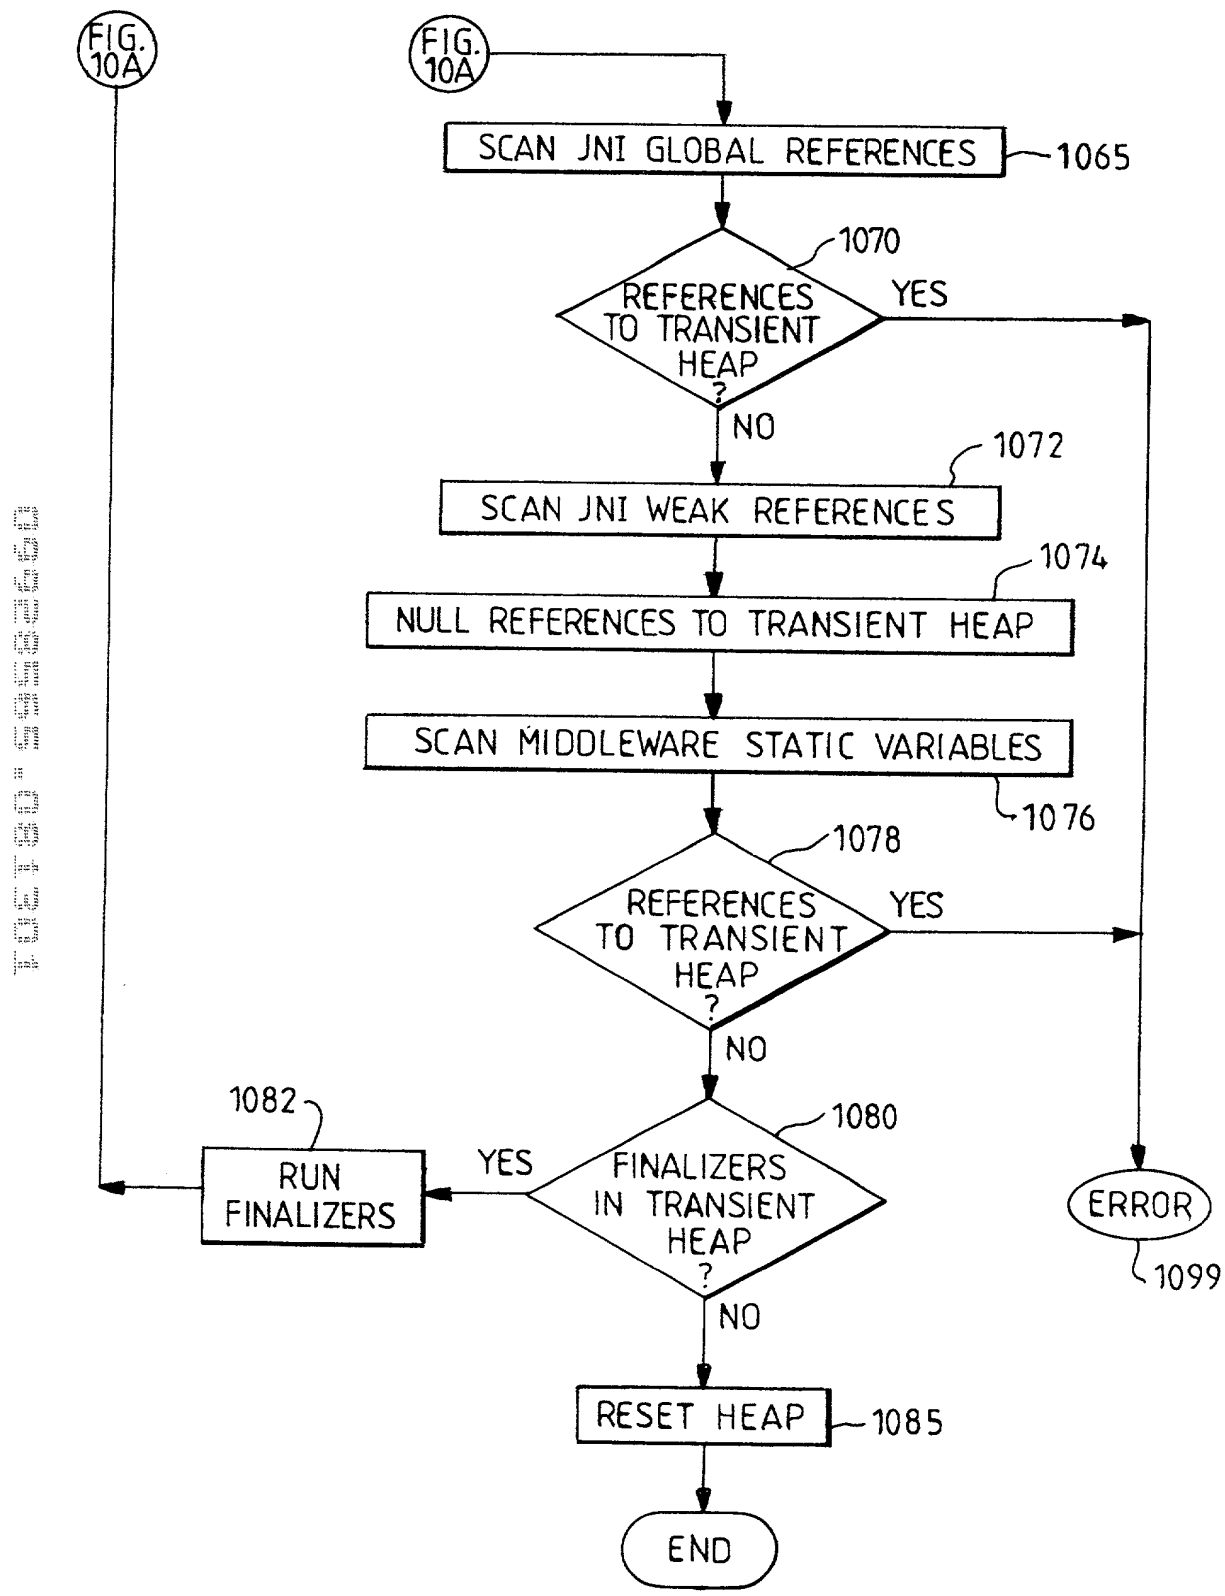 FIG.
10A
FIG.
10A
SCAN JNI GLOBAL REFERENCES
1065
1070
REFERENCES
TO TRANSIENT
HEAP
?
YES
NO
1072
SCAN JNI WEAK REFERENCES
1074
NULL REFERENCES TO TRANSIENT HEAP
SCAN MIDDLEWARE STATIC VARIABLES
1076
1078
REFERENCES
TO TRANSIENT
HEAP
?
YES
NO
1082
1080
RUN
FINALIZERS
YES
FINALIZERS
IN TRANSIENT
HEAP
?
ERROR
1099
NO
RESET HEAP
1085
END